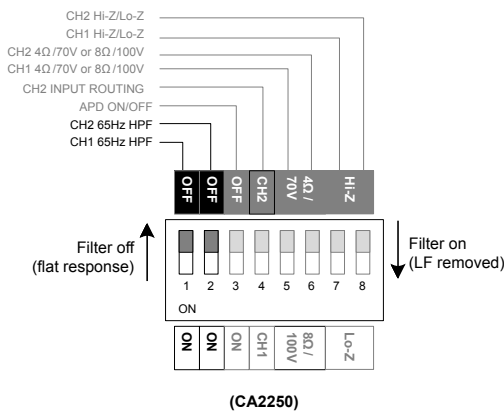 CH2 Hi-Z/Lo-Z
CH1 Hi-Z/Lo-Z
CH2 4Ω/70V or 8Ω/100V
CH1 4Ω/70V or 8Ω/100V
CH2 INPUT ROUTING
APD ON/OFF
CH2 65Hz HPF
CH1 65Hz HPF
OFF
OFF
OFF
CH2
4Ω/
70V
Hi-Z
Filter off
(flat response)
Filter on
(LF removed)
1 2 3 4 5 6 7 8
ON
ON
ON
ON
CH1
8Ω/
100V
Lo-Z
(CA2250)